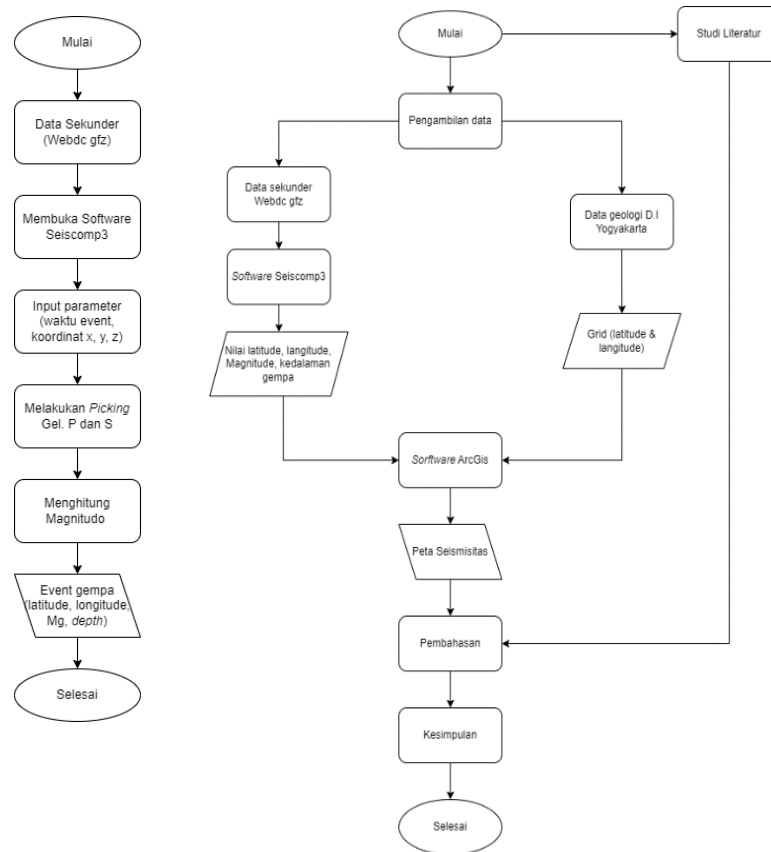 Mulai
Data Sekunder
(Webdc gfz)
Membuka Software
Seiscomp3
Input parameter
(waktu event,
koordinat x, y, z)
Melakukan Picking
Gel. P dan S
Menghitung
Magnitudo
Event gempa
(latitude, longitude,
Mg, depth)
Selesai
Mulai
Studi Literatur
Pengambilan data
Data sekunder
Webdc gfz
Software Seiscomp3
Nilai latitude, langitude,
Magnitude, kedalaman
gempa
Data geologi D.I
Yogyakarta
Grid (latitude &
langitude)
Sorftware ArcGis
Peta Seismisitas
Pembahasan
Kesimpulan
Selesai